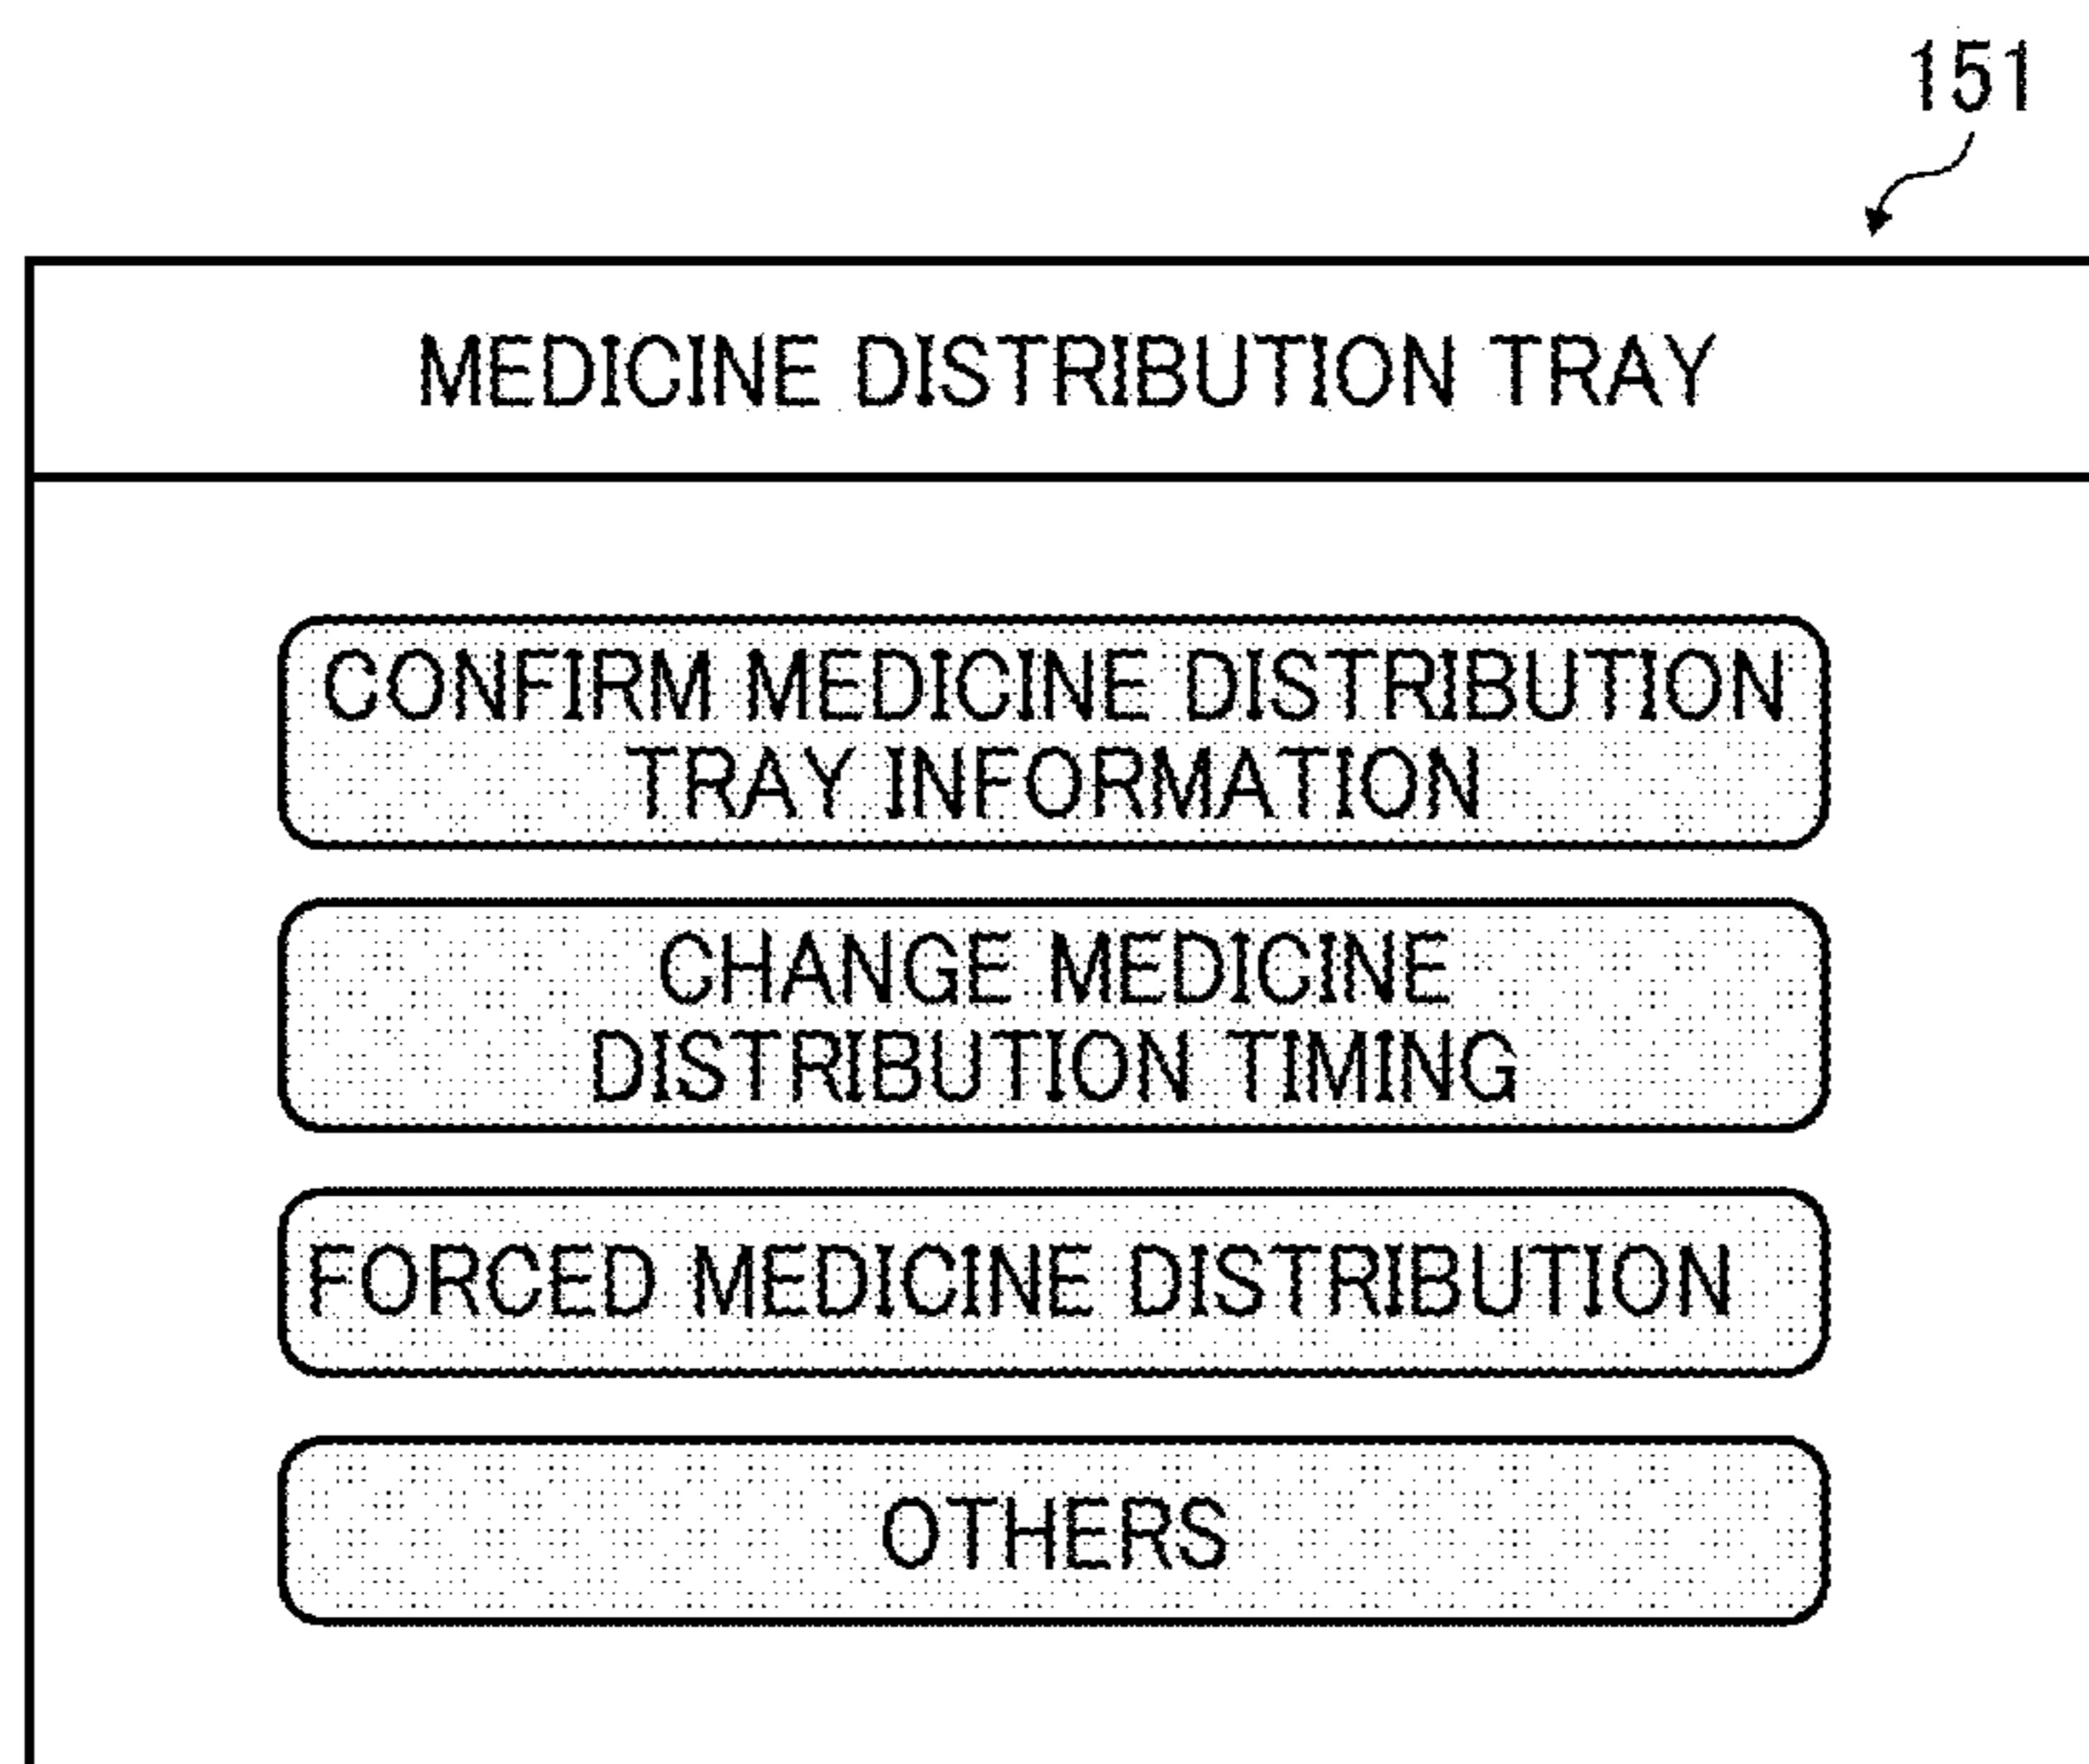 151
MEDICINE DISTRIBUTION TRAY
CONFIRM MEDICINE DISTRIBUTION
TRAY INFORMATION
CHANGE MEDICINE
DISTRIBUTION TIMING
FORCED MEDICINE DISTRIBUTION
OTHERS